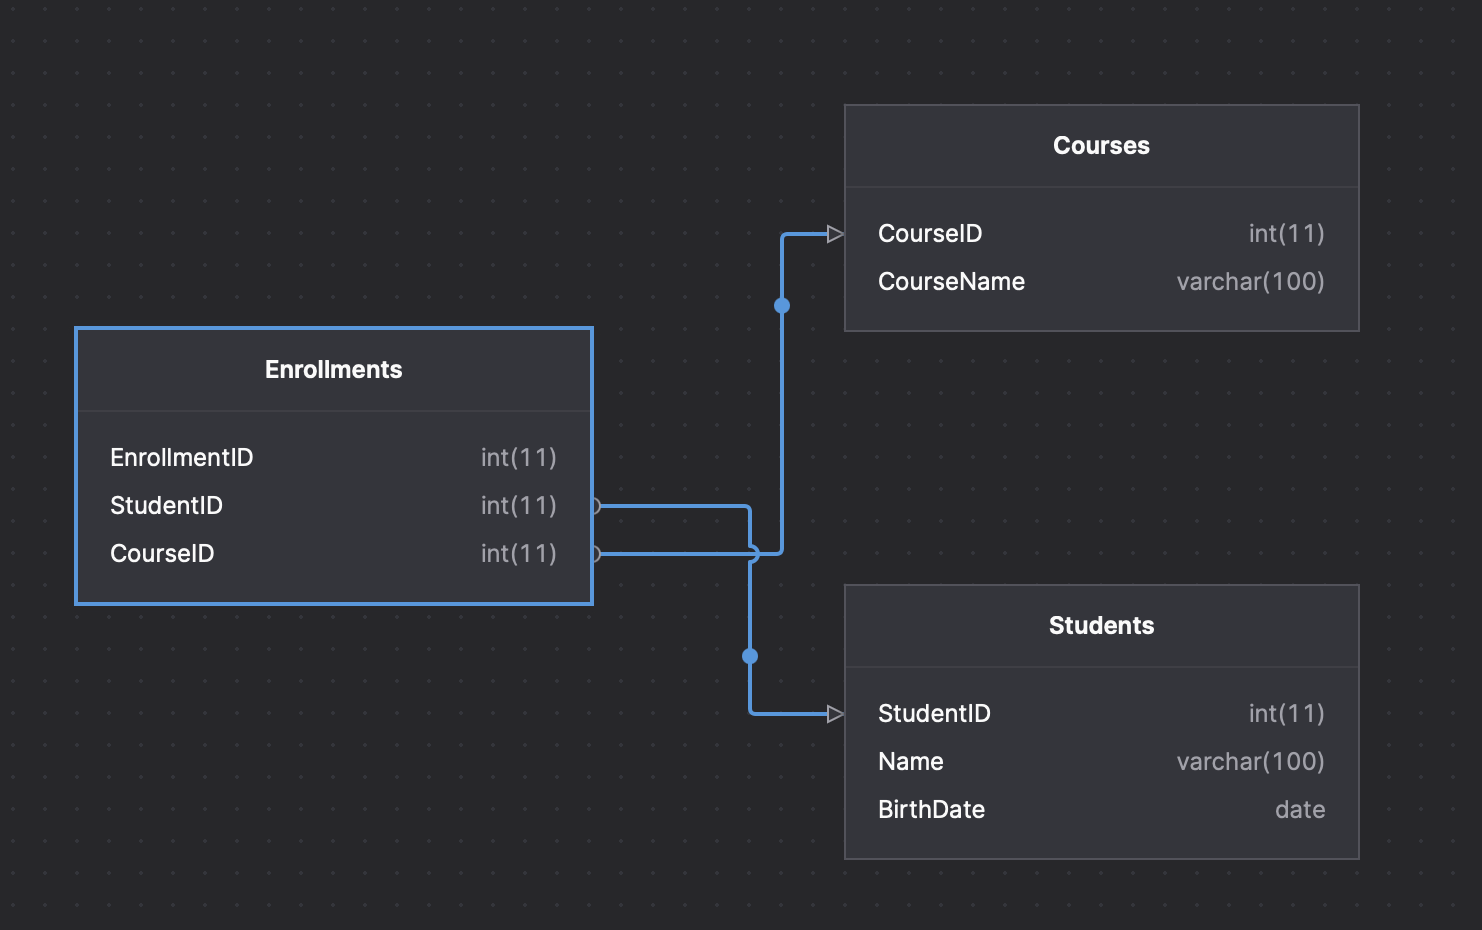 Courses
CourseID int(11)
CourseName varchar(100)
Enrollments
EnrollmentID int(11)
StudentID int(11)
CourseID int(11)
Students
StudentID int(11)
Name varchar(100)
BirthDate date